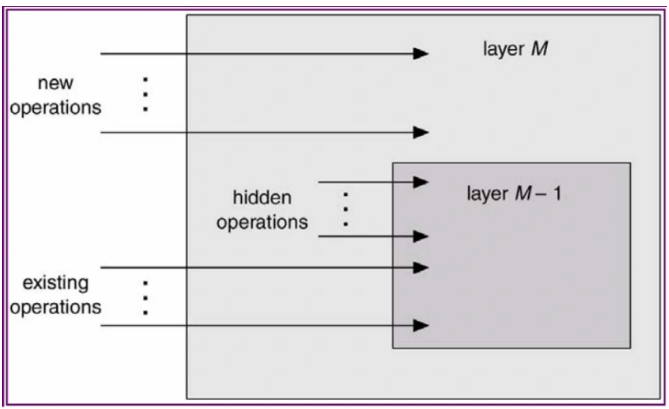 layer M
new
operations
hidden
operations
layer M – 1
existing
operations